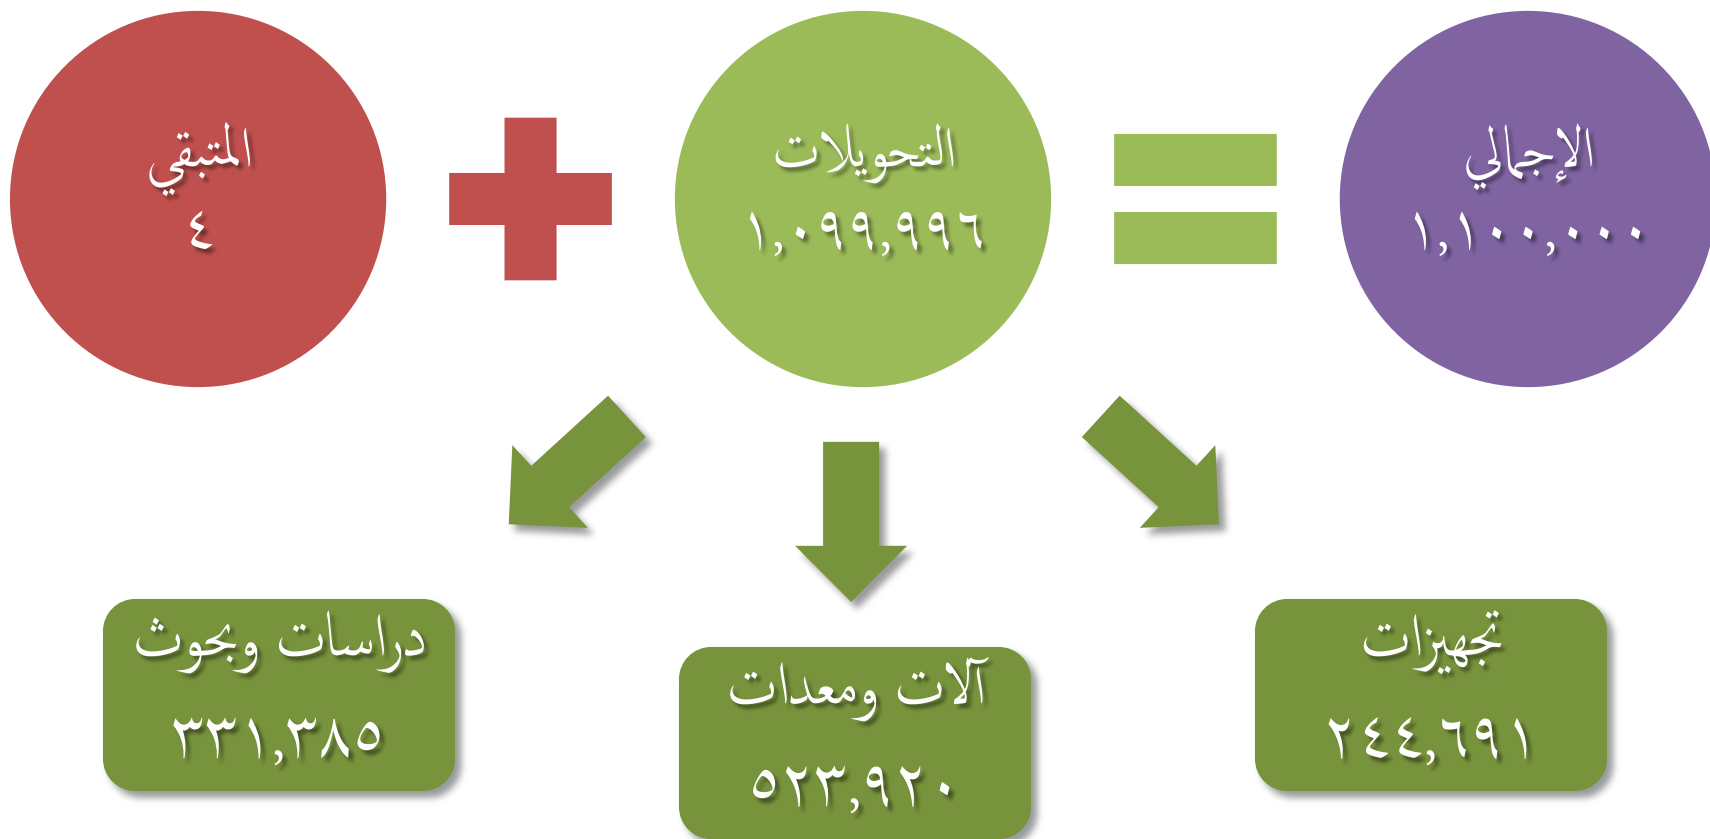 الإجمالي
١,١٠٠,٠٠٠
التحويلات
١,٠٩٩,٩٩٦
المتبقي
٤
تجهيزات
٢٤٤,٦٩١
آلات ومعدات
٥٢٣,٩٢٠
دراسات وبحوث
٣٣١,٣٨٥